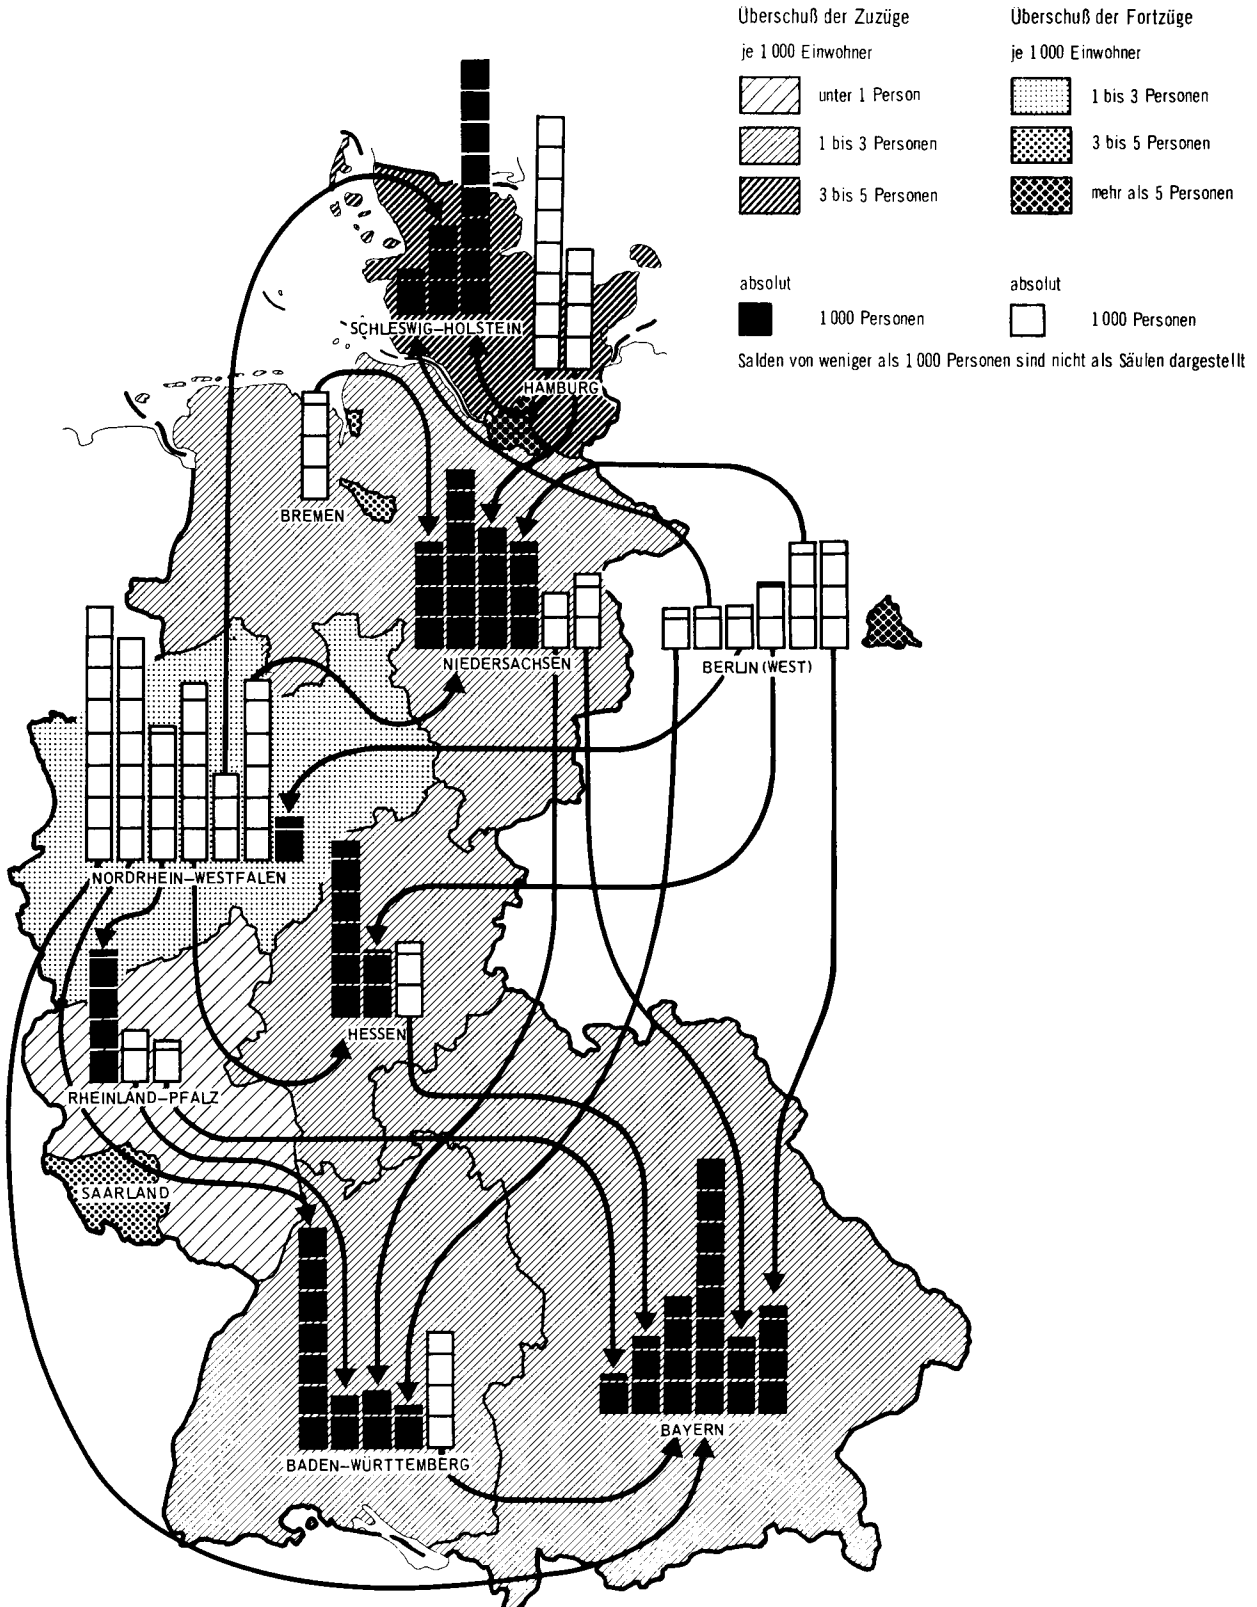 Überschuß der Zuzüge
je 1 000 Einwohner
unter 1 Person
1 bis 3 Personen
3 bis 5 Personen
absolut
1 000 Personen
Überschuß der Fortzüge
je 1 000 Einwohner
1 bis 3 Personen
3 bis 5 Personen
mehr als 5 Personen
absolut
1 000 Personen
Salden von weniger als 1 000 Personen sind nicht als Säulen dargestellt
SCHLESWIG-HOLSTEIN
HAMBURG
BREMEN
NIEDERSACHSEN
BERLIN (WEST)
NORDRHEIN-WESTFALEN
HESSEN
RHEINLAND-PFALZ
SAARLAND
BAYERN
BADEN-WÜRTTEMBERG